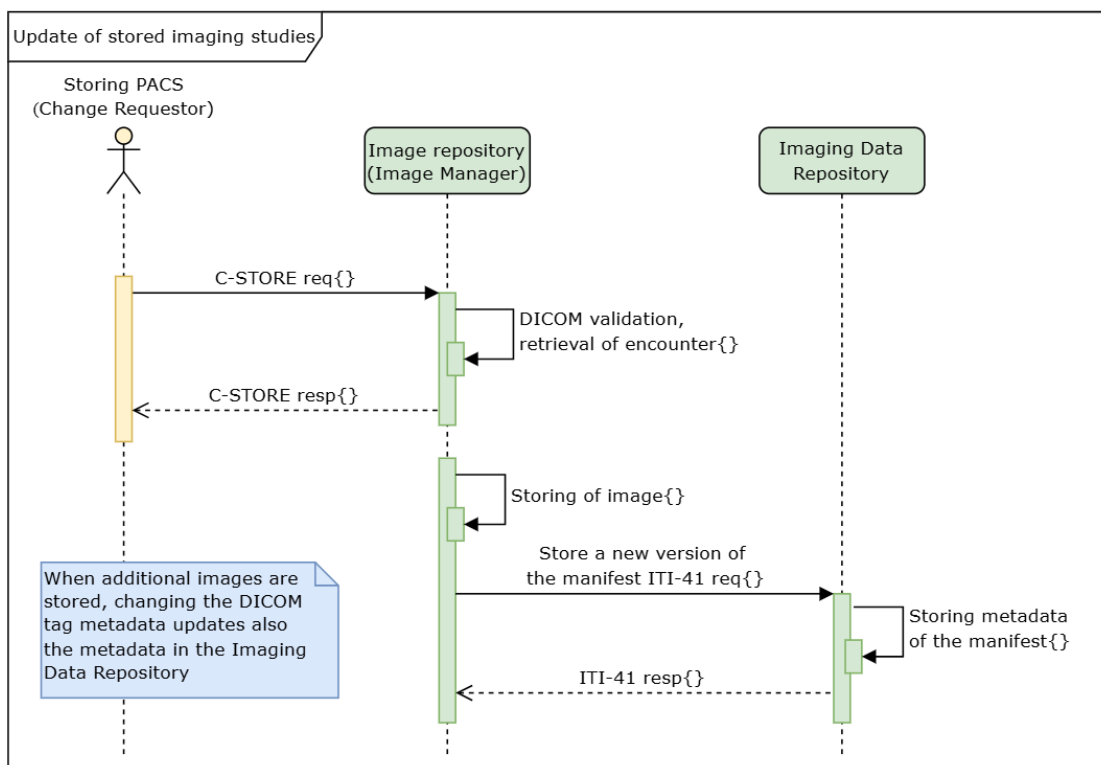 Update of stored imaging studies
Storing PACS
(Change Requestor)
Image repository
(Image Manager)
Imaging Data
Repository
C-STORE req{}
DICOM validation,
retrieval of encounter{}
C-STORE resp{}
Storing of image{}
Store a new version of
the manifest ITI-41 req{}
When additional images are
stored, changing the DICOM
tag metadata updates also
the metadata in the Imaging
Data Repository
Storing metadata
of the manifest{}
ITI-41 resp{}